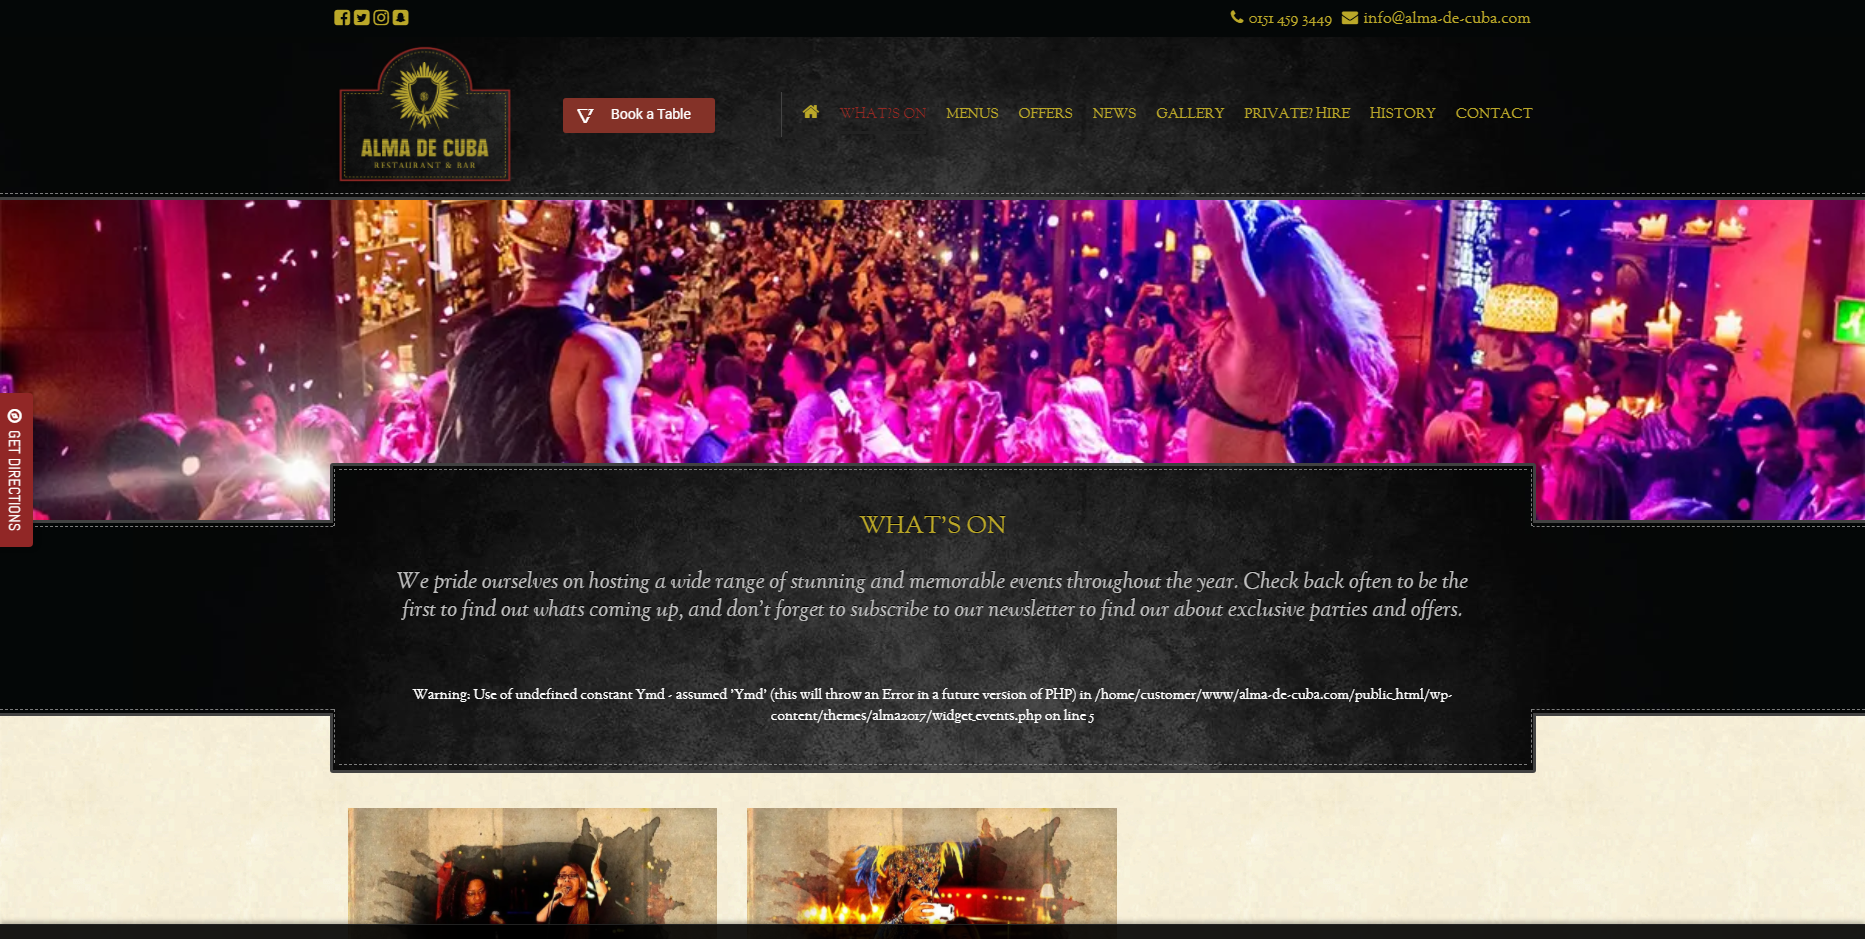 0151 459 3449 info@alma-de-cuba.com
ALMA DE CUBA
RESTAURANT & BAR
Book a Table
WHAT'S ON MENUS OFFERS NEWS GALLERY PRIVATE? HIRE HISTORY CONTACT
GET DIRECTIONS
WHAT'S ON
We pride ourselves on hosting a wide range of stunning and memorable events throughout the year. Check back often to be the
first to find out whats coming up, and don't forget to subscribe to our newsletter to find our about exclusive parties and offers.
Warning: Use of undefined constant Ymd - assumed 'Ymd' (this will throw an Error in a future version of PHP) in /home/customer/www/alma-de-cuba.com/public_html/wp-
content/themes/alma2017/widget_events.php on line 5